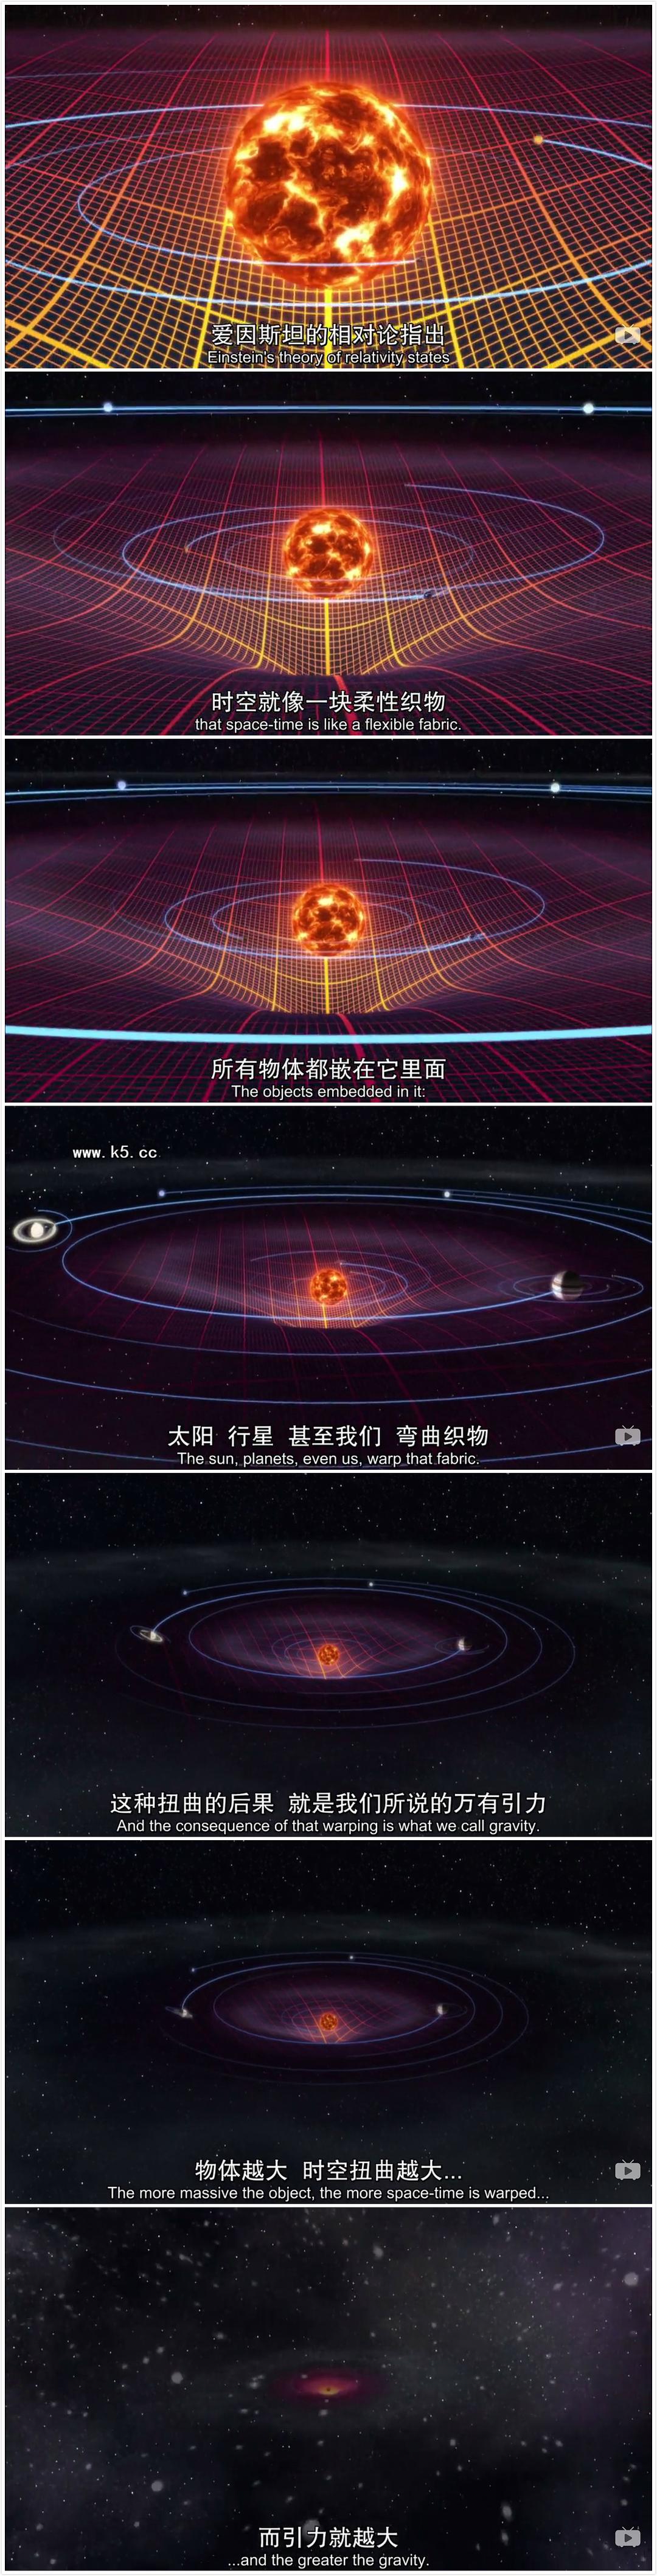 爱因斯坦的相对论指出
Einstein's theory of relativity states
时空就像一块柔性织物
that space-time is like a flexible fabric.
所有物体都嵌在它里面
The objects embedded in it:
www.k5.cc
太阳 行星 甚至我们 弯曲织物
The sun, planets, even us, warp that fabric.
这种扭曲的后果 就是我们所说的万有引力
And the consequence of that warping is what we call gravity.
物体越大 时空扭曲越大...
The more massive the object, the more space-time is warped...
而引力就越大
...and the greater the gravity.